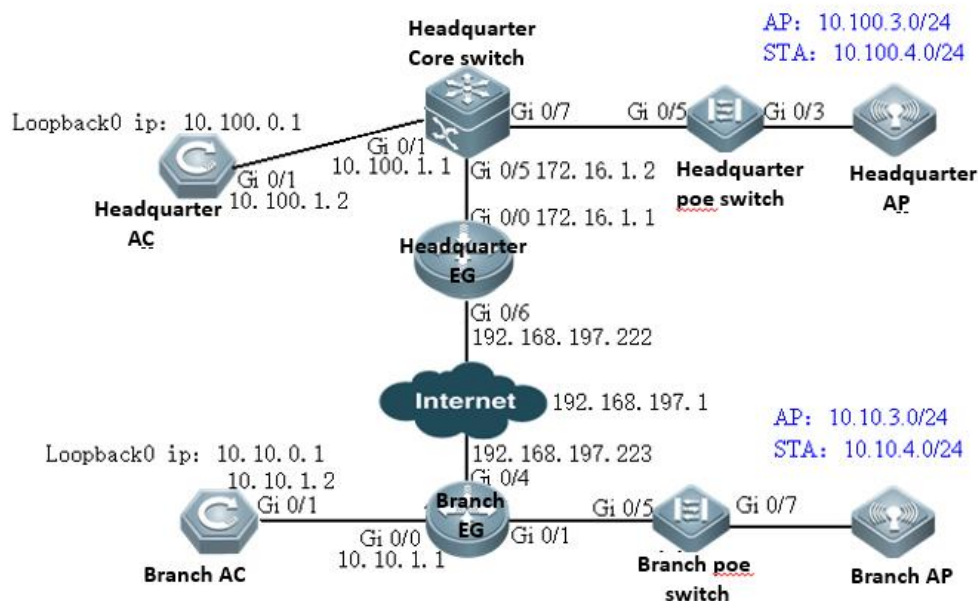 Headquarter
Core switch
AP: 10.100.3.0/24
STA: 10.100.4.0/24
Loopback0 ip: 10.100.0.1
Gi 0/7
Gi 0/5
Gi 0/3
Gi 0/1
10.100.1.1
Gi 0/1
10.100.1.2
Headquarter
AC
Gi 0/5 172.16.1.2
Headquarter
poe switch
Headquarter
AP
Gi 0/0 172.16.1.1
Headquarter
EG
Gi 0/6
192.168.197.222
Internet
192.168.197.1
AP: 10.10.3.0/24
STA: 10.10.4.0/24
Loopback0 ip: 10.10.0.1
10.10.1.2
Gi 0/1
192.168.197.223
Gi 0/4
Branch
EG
Gi 0/5
Gi 0/7
Gi 0/0
10.10.1.1
Gi 0/1
Branch AC
Branch poe
switch
Branch AP